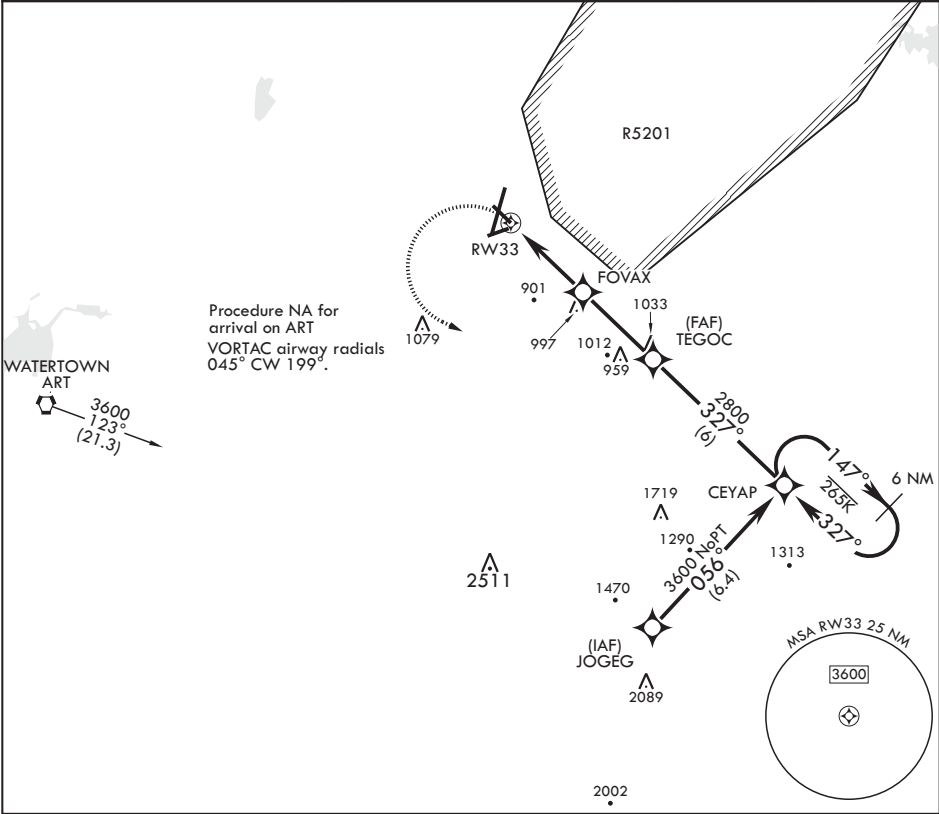 R5201
RW33
FOVAX
901
1033
(FAF)
TEGOC
Procedure NA for
arrival on ART
VORTAC airway radials
045° CW 199°.
1079
997
1012
959
WATERTOWN
ART
3600
123°
(21.3)
2800
327°
(6)
147°
6 NM
265K
CEYAP
327°
1719
1290
3600 NoPT
056°
(6.4)
1313
2511
1470
(IAF)
JOGEG
MSA RW33 25 NM
3600
2089
2002